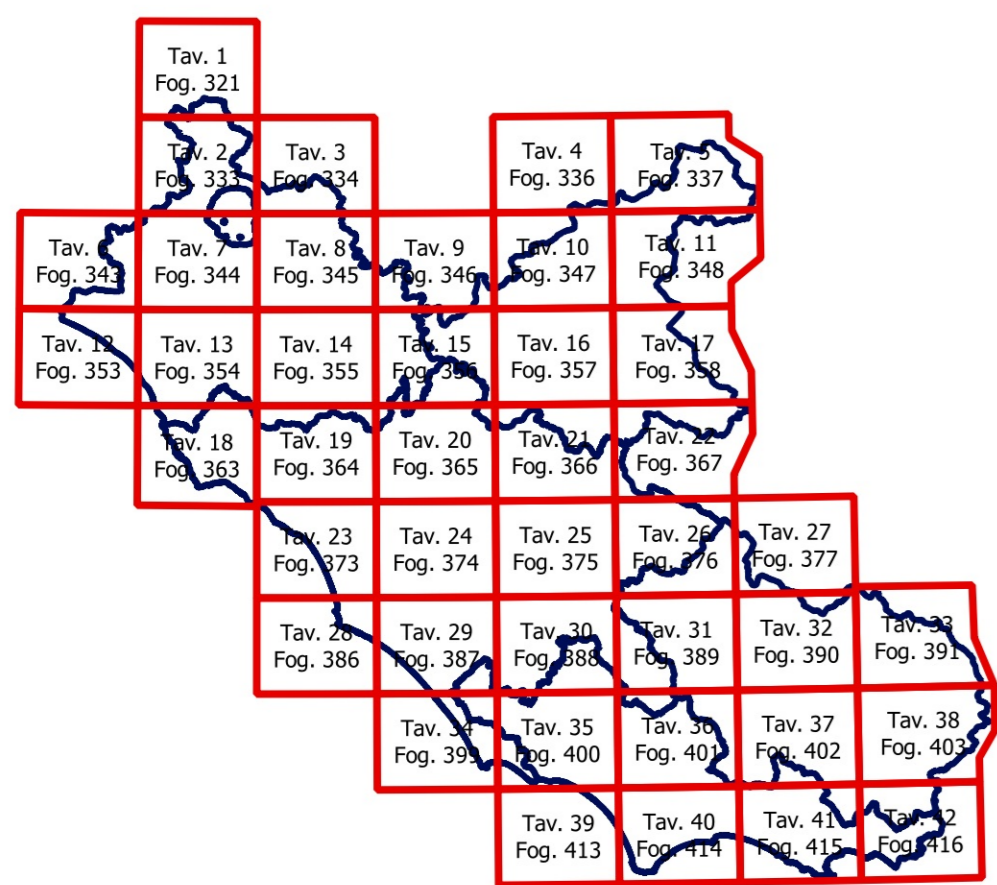 Tav. 1
Fog. 321
Tav. 2
Fog. 333
Tav. 3
Fog. 334
Tav. 4
Fog. 336
Tav. 5
Fog. 337
Tav. 6
Fog. 343
Tav. 7
Fog. 344
Tav. 8
Fog. 345
Tav. 9
Fog. 346
Tav. 10
Fog. 347
Tav. 11
Fog. 348
Tav. 12
Fog. 353
Tav. 13
Fog. 354
Tav. 14
Fog. 355
Tav. 15
Fog. 356
Tav. 16
Fog. 357
Tav. 17
Fog. 358
Tav. 18
Fog. 363
Tav. 19
Fog. 364
Tav. 20
Fog. 365
Tav. 21
Fog. 366
Tav. 22
Fog. 367
Tav. 23
Fog. 373
Tav. 24
Fog. 374
Tav. 25
Fog. 375
Tav. 26
Fog. 376
Tav. 27
Fog. 377
Tav. 28
Fog. 386
Tav. 29
Fog. 387
Tav. 30
Fog. 388
Tav. 31
Fog. 389
Tav. 32
Fog. 390
Tav. 33
Fog. 391
Tav. 34
Fog. 399
Tav. 35
Fog. 400
Tav. 36
Fog. 401
Tav. 37
Fog. 402
Tav. 38
Fog. 403
Tav. 39
Fog. 413
Tav. 40
Fog. 414
Tav. 41
Fog. 415
Tav. 42
Fog. 416